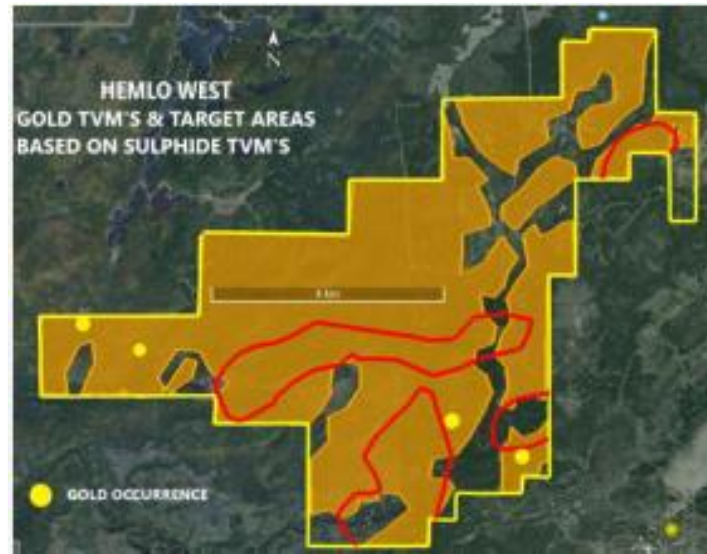 HEMLO WEST
GOLD TVM'S & TARGET AREAS
BASED ON SULPHIDE TVM'S
GOLD OCCURRENCE